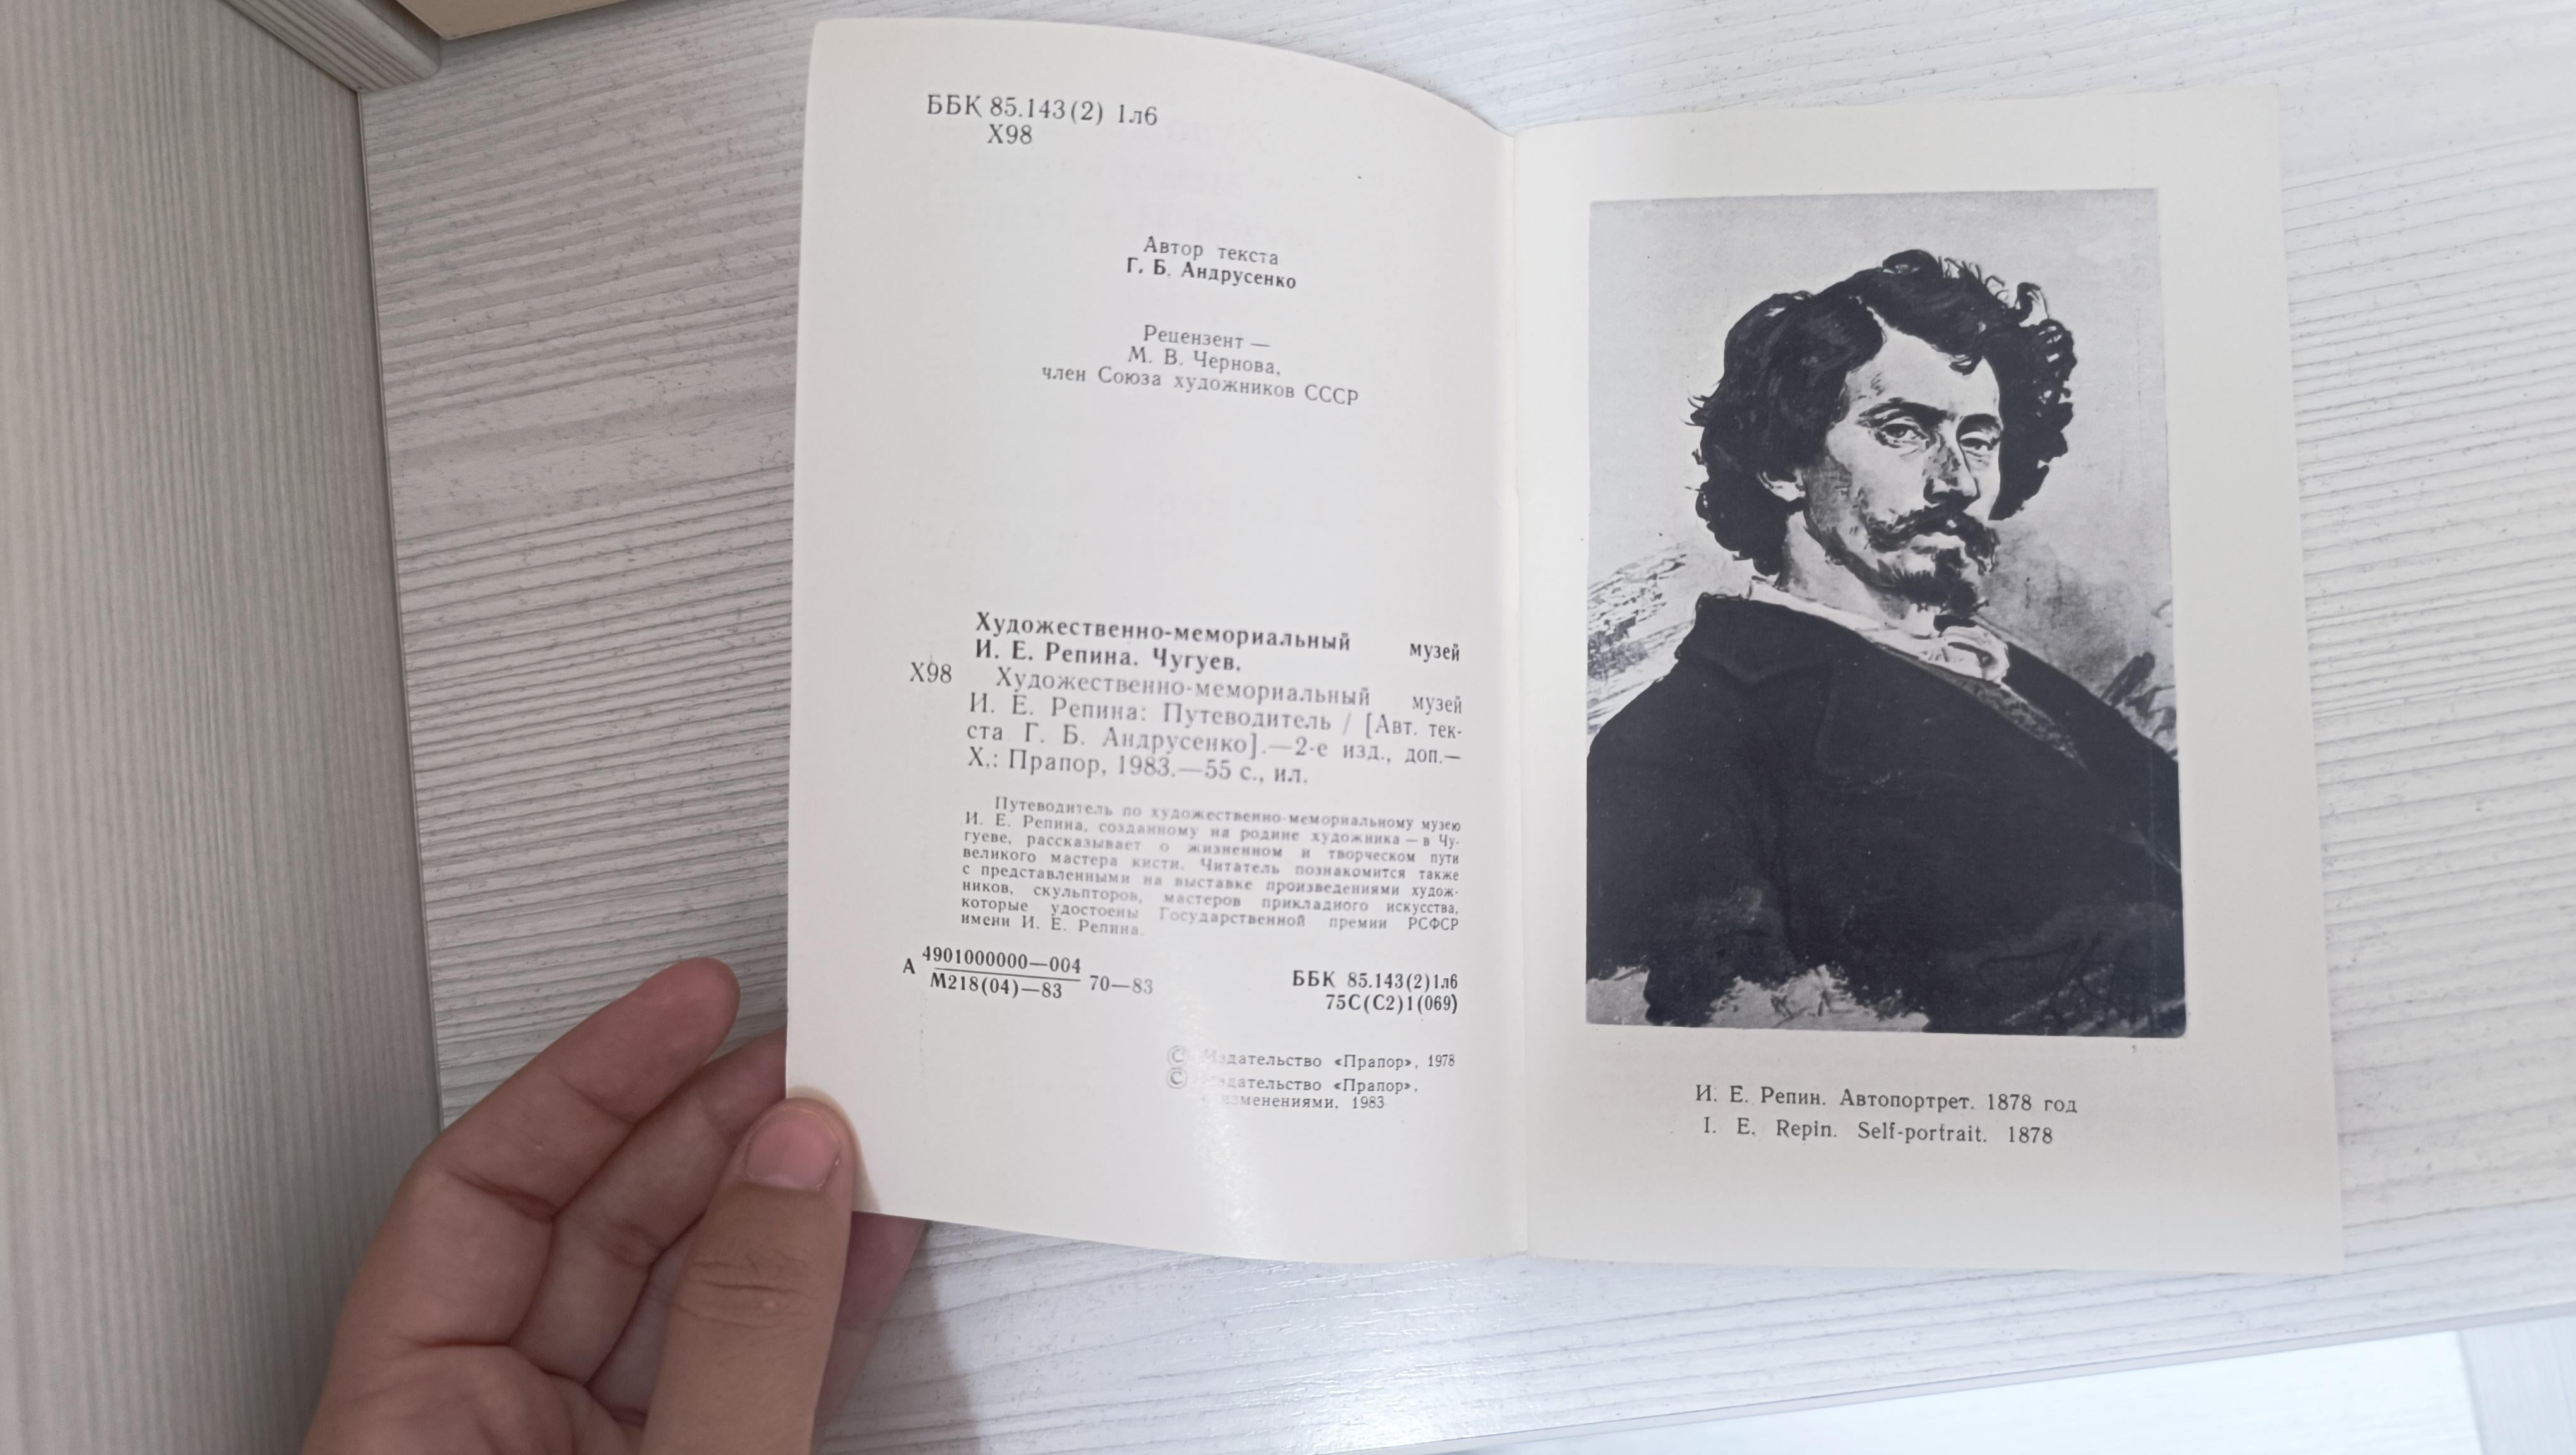 ББК 85.143(2) 1л6
Х98
Автор текста
Г. Б. Андрусенко
Рецензент —
М. В. Чернова,
член Союза художников СССР
Художественно-мемориальный музей
И. Е. Репина. Чугуев.
Х98 Художественно-мемориальный музей
И. Е. Репина: Путеводитель / [Авт. тек-
ста Г. Б. Андрусенко].—2-е изд., доп.—
Х.: Прапор, 1983.—55 с., ил.
Путеводитель по художественно-мемориальному музею
И. Е. Репина, созданному на родине художника — в Чу-
гуеве, рассказывает о жизненном и творческом пути
великого мастера кисти. Читатель познакомится также
с представленными на выставке произведениями худож-
ников, скульпторов, мастеров прикладного искусства,
которые удостоены Государственной премии РСФСР
имени И. Е. Репина.
А 4901000000—004
М218(04)—83 70—83
ББК 85.143(2)1л6
75С(С2)1(069)
© Издательство «Прапор», 1978
© Издательство «Прапор»,
с изменениями, 1983
И. Е. Репин. Автопортрет. 1878 год
I. E. Repin. Self-portrait. 1878